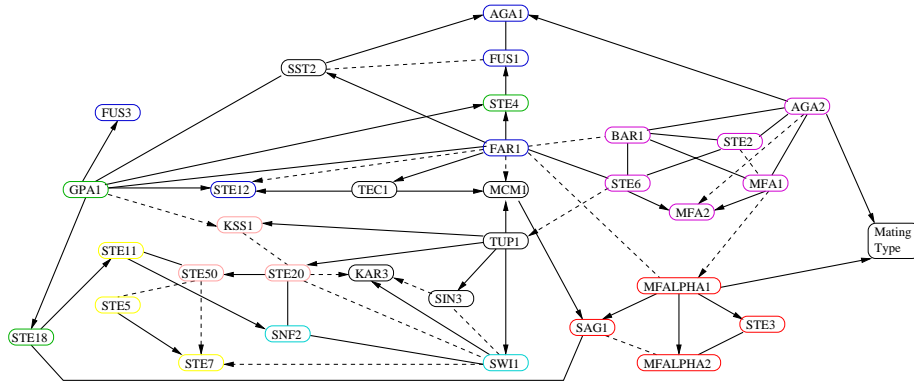 AGA1
FUS1
SST2
STE4
AGA2
FUS3
BAR1
STE2
FAR1
GPA1
STE12
TEC1
MCM1
STE6
MFA1
MFA2
KSS1
TUP1
Mating
Type
STE11
STE50
STE20
KAR3
SIN3
MFALPHA1
STE5
STE18
SNF2
SAG1
STE3
STE7
SWI1
MFALPHA2